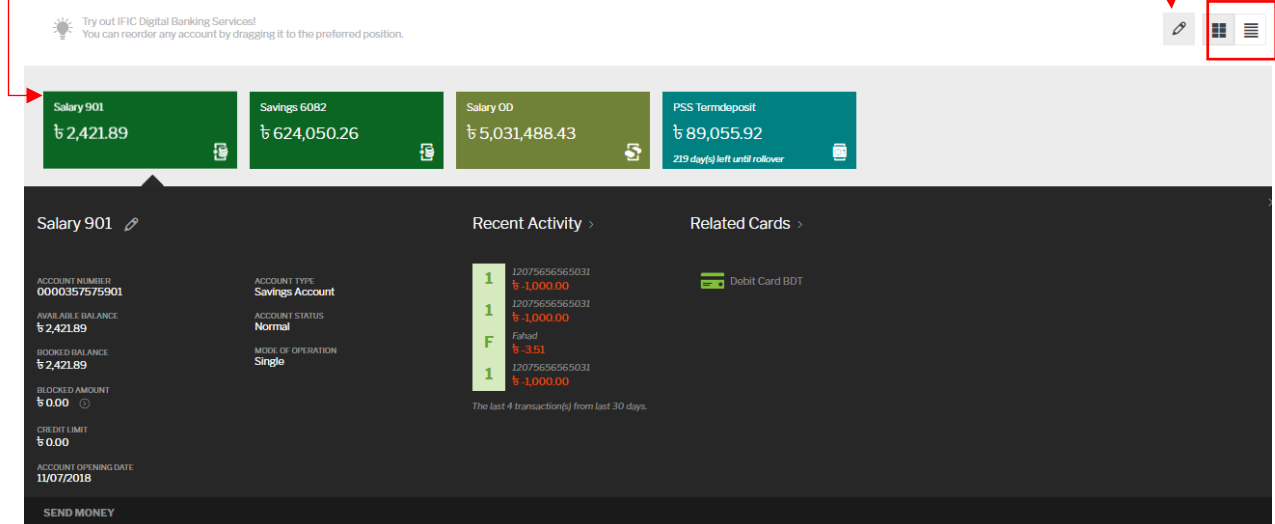 Try out IFIC Digital Banking Services!
You can reorder any account by dragging it to the preferred position.
Salary 901
৳ 2,421.89
Savings 6082
৳ 624,050.26
Salary OD
৳ 5,031,488.43
PSS Termdeposit
৳ 89,055.92
219 day(s) left until rollover
Salary 901
ACCOUNT NUMBER
0000357575901
AVAILABLE BALANCE
৳ 2,421.89
BOOKED BALANCE
৳ 2,421.89
BLOCKED AMOUNT
৳ 0.00
CREDIT LIMIT
৳ 0.00
ACCOUNT OPENING DATE
11/07/2018
ACCOUNT TYPE
Savings Account
ACCOUNT STATUS
Normal
MODE OF OPERATION
Single
Recent Activity >
1 12075656565031
৳ -1,000.00
1 12075656565031
৳ -1,000.00
F Fahad
৳ -3.51
1 12075656565031
৳ -1,000.00
The last 4 transaction(s) from last 30 days.
Related Cards >
Debit Card BDT
SEND MONEY